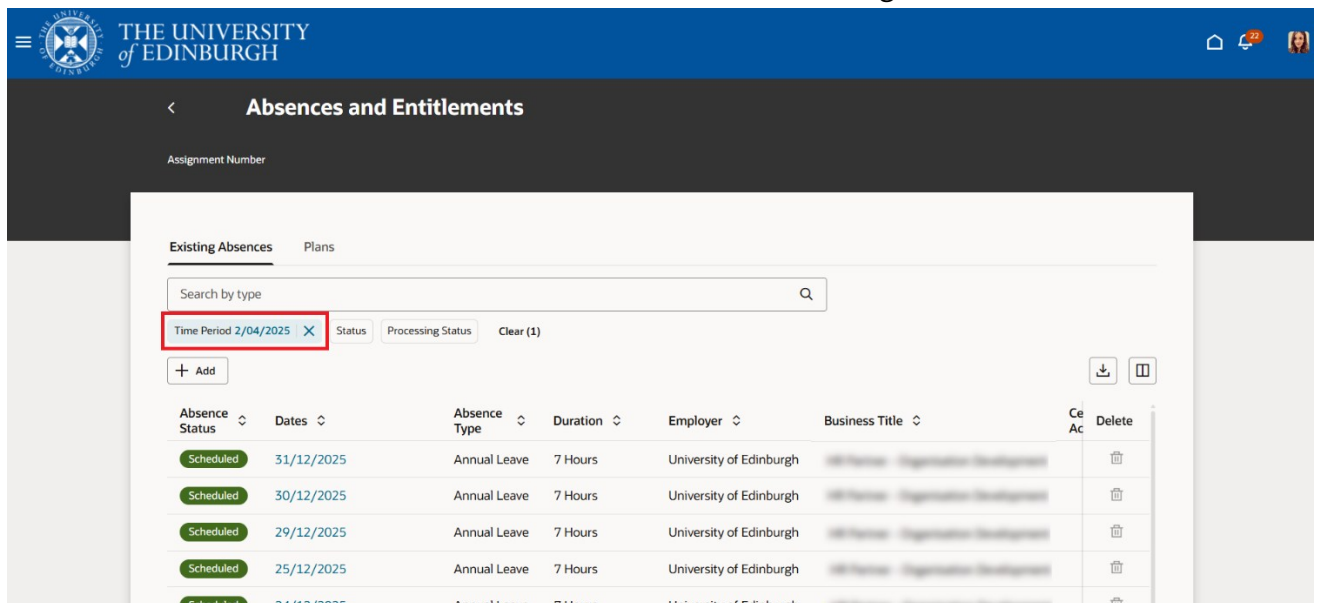 THE UNIVERSITY
of EDINBURGH
22
Absences and Entitlements
Assignment Number
Existing Absences Plans
Search by type
Time Period 2/04/2025 Status Processing Status Clear (1)
+ Add
Absence Status Dates Absence Type Duration Employer Business Title Ce Ac Delete
Scheduled 31/12/2025 Annual Leave 7 Hours University of Edinburgh
Scheduled 30/12/2025 Annual Leave 7 Hours University of Edinburgh
Scheduled 29/12/2025 Annual Leave 7 Hours University of Edinburgh
Scheduled 25/12/2025 Annual Leave 7 Hours University of Edinburgh